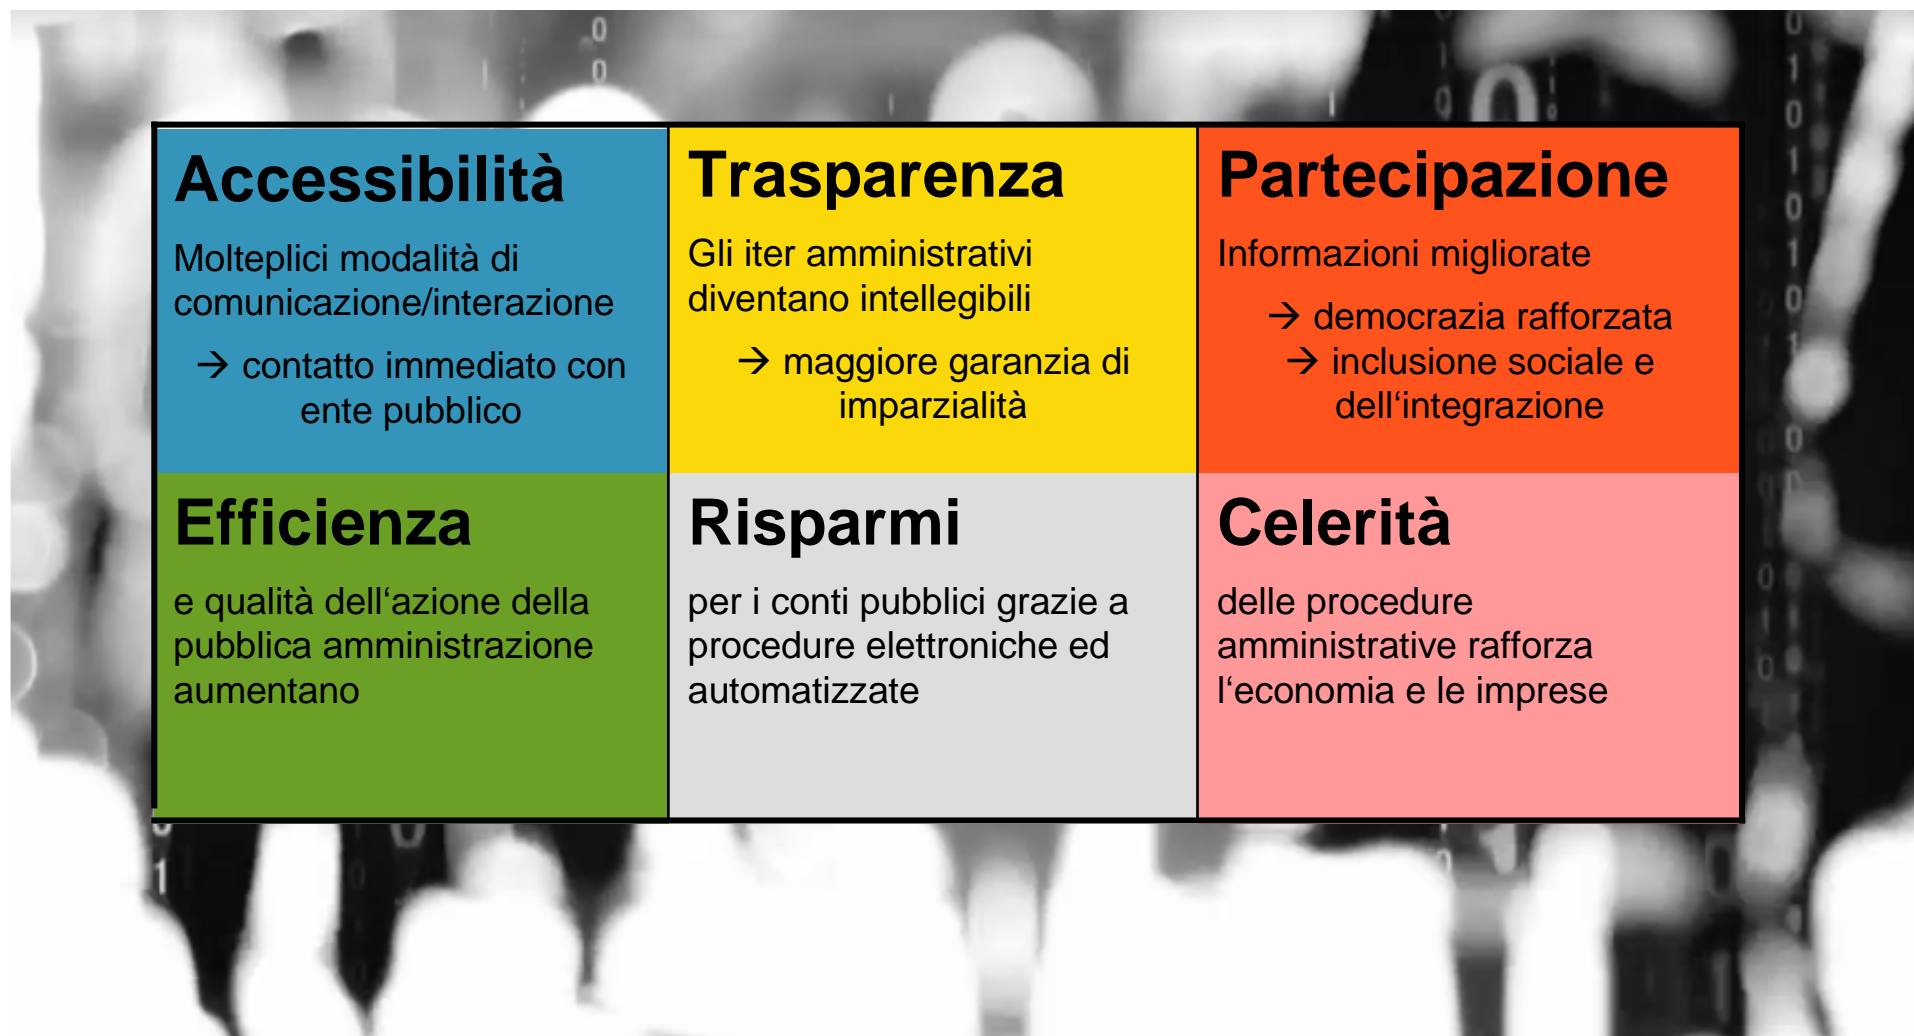 Accessibilità
Molteplici modalità di
comunicazione/interazione
→ contatto immediato con
ente pubblico
Trasparenza
Gli iter amministrativi
diventano intellegibili
→ maggiore garanzia di
imparzialità
Partecipazione
Informazioni migliorate
→ democrazia rafforzata
→ inclusione sociale e
dell‘integrazione
Efficienza
e qualità dell‘azione della
pubblica amministrazione
aumentano
Risparmi
per i conti pubblici grazie a
procedure elettroniche ed
automatizzate
Celerità
delle procedure
amministrative rafforza
l‘economia e le imprese